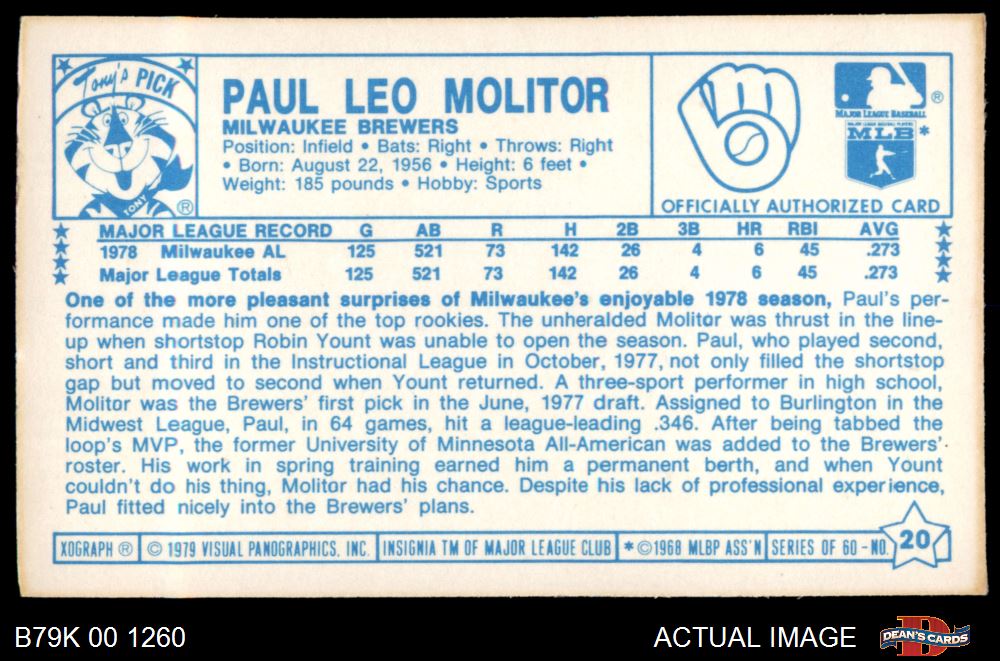 Tony's PICK
TONY
®
PAUL LEO MOLITOR
MILWAUKEE BREWERS
Position: Infield • Bats: Right • Throws: Right
• Born: August 22, 1956 • Height: 6 feet •
Weight: 185 pounds • Hobby: Sports
®
MAJOR LEAGUE BASEBALL
MAJOR LEAGUE BASEBALL PLAYERS
MLB *
OFFICIALLY AUTHORIZED CARD
MAJOR LEAGUE RECORD G AB R H 2B 3B HR RBI AVG
1978 Milwaukee AL 125 521 73 142 26 4 6 45 .273
Major League Totals 125 521 73 142 26 4 6 45 .273
One of the more pleasant surprises of Milwaukee's enjoyable 1978 season, Paul's per-
formance made him one of the top rookies. The unheralded Molitor was thrust in the line-
up when shortstop Robin Yount was unable to open the season. Paul, who played second,
short and third in the Instructional League in October, 1977, not only filled the shortstop
gap but moved to second when Yount returned. A three-sport performer in high school,
Molitor was the Brewers' first pick in the June, 1977 draft. Assigned to Burlington in the
Midwest League, Paul, in 64 games, hit a league-leading .346. After being tabbed the
loop's MVP, the former University of Minnesota All-American was added to the Brewers'
roster. His work in spring training earned him a permanent berth, and when Yount
couldn't do his thing, Molitor had his chance. Despite his lack of professional experience,
Paul fitted nicely into the Brewers' plans.
XOGRAPH ® © 1979 VISUAL PANOGRAPHICS, INC. INSIGNIA TM OF MAJOR LEAGUE CLUB * ©1968 MLBP ASS'N SERIES OF 60 - NO. 20
B79K 00 1260
ACTUAL IMAGE
DEAN'S CARDS